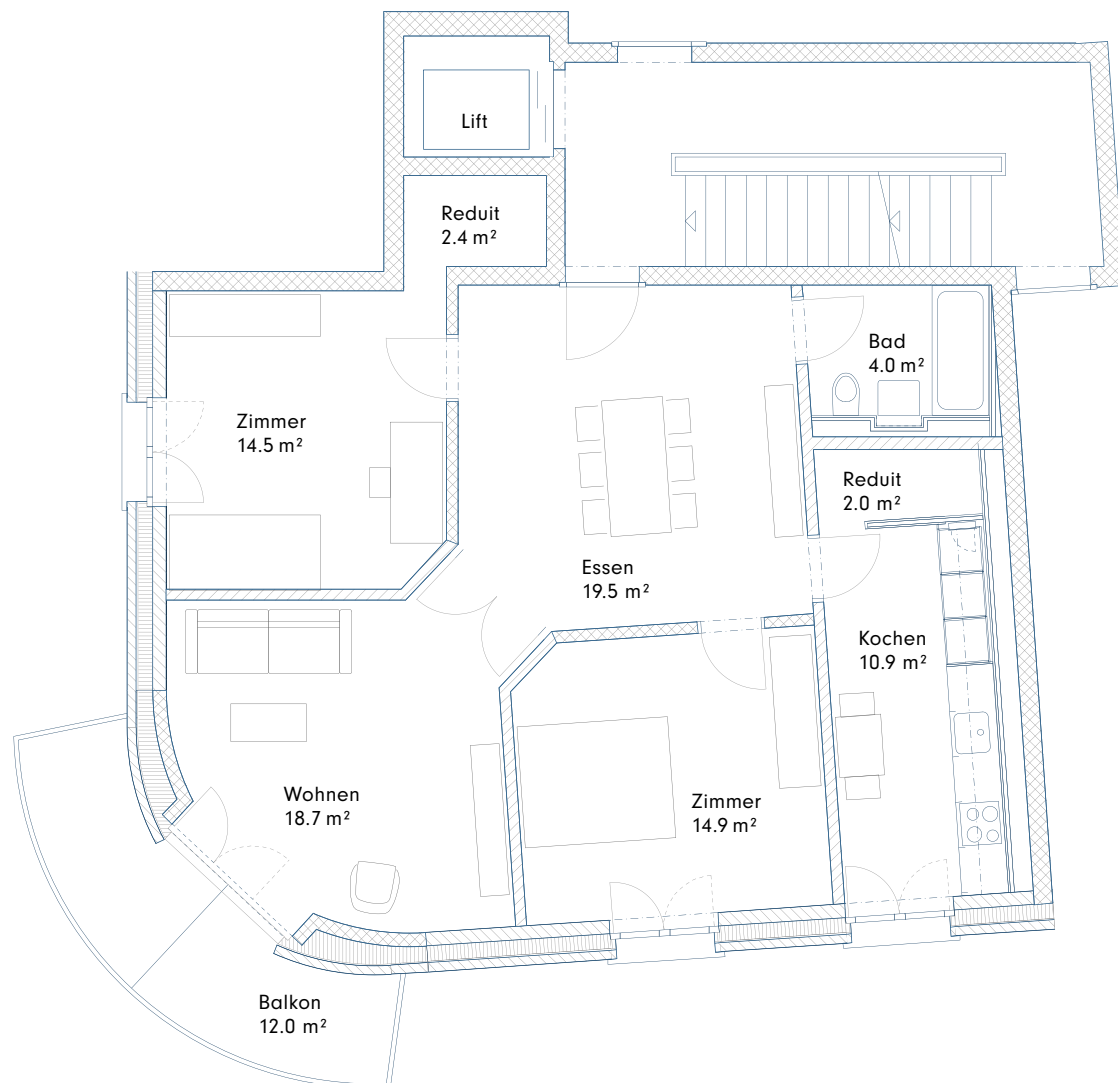 Lift
Reduit
2.4 m²
Bad
4.0 m²
Zimmer
14.5 m²
Reduit
2.0 m²
Essen
19.5 m²
Kochen
10.9 m²
Wohnen
18.7 m²
Zimmer
14.9 m²
Balkon
12.0 m²